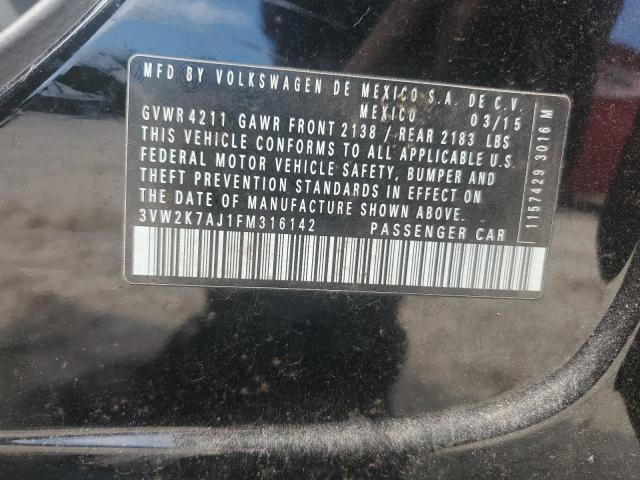 MFD BY VOLKSWAGEN DE MEXICO S.A. DE C.V.
MEXICO 03/15
GVWR 4211 GAWR FRONT 2138 / REAR 2183 LBS
THIS VEHICLE CONFORMS TO ALL APPLICABLE U.S.
FEDERAL MOTOR VEHICLE SAFETY, BUMPER AND
THEFT PREVENTION STANDARDS IN EFFECT ON
THE DATE OF MANUFACTURE SHOWN ABOVE.
3VW2K7AJ1FM316142 PASSENGER CAR
1157429 3016 M